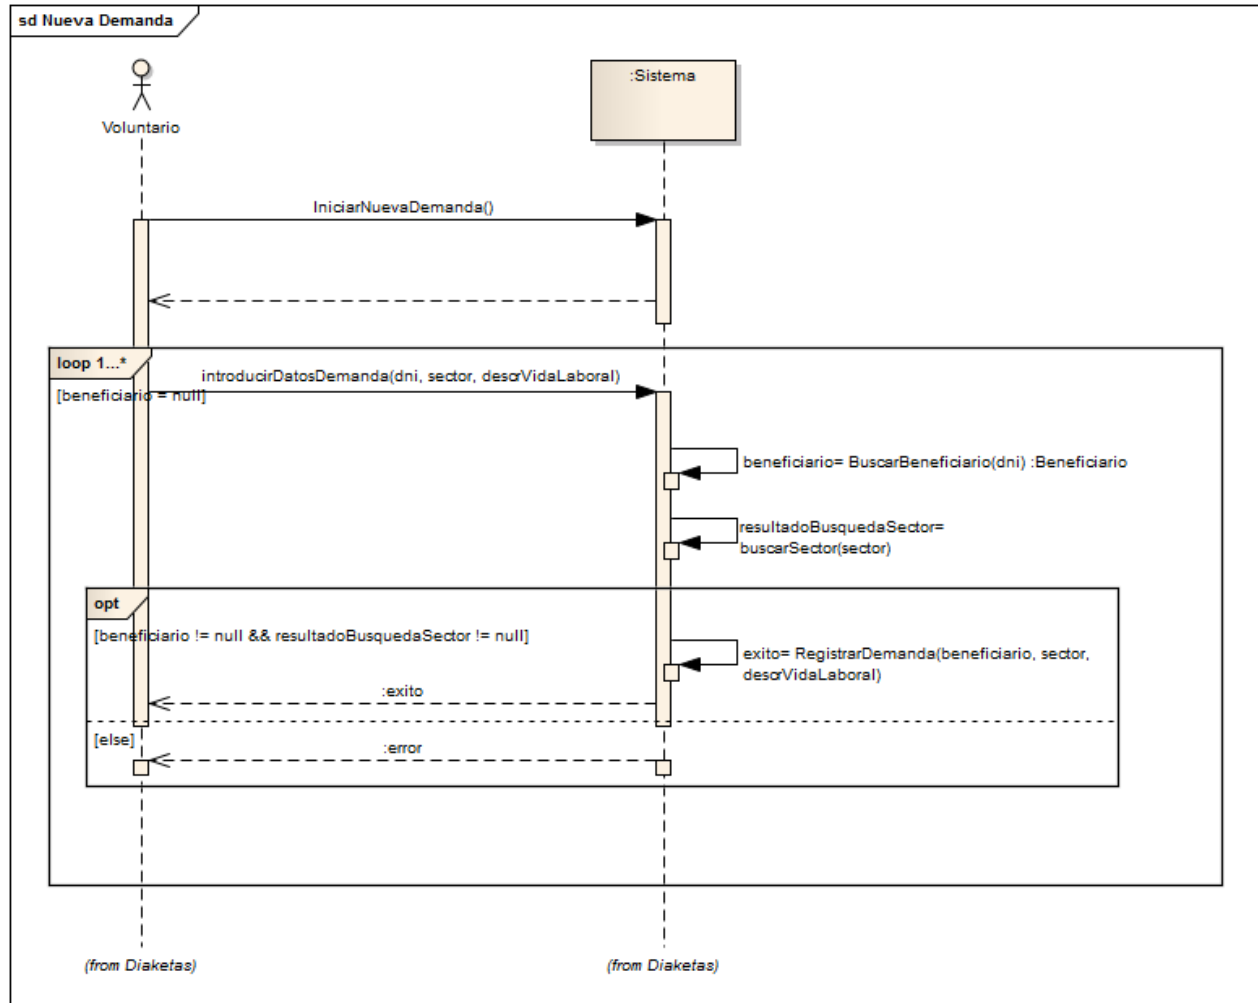 sd Nueva Demanda
:Sistema
Voluntario
IniciarNuevaDemanda()
loop 1...*
introducirDatosDemanda(dni, sector, descrVidaLaboral)
[beneficiario = null]
beneficiario= BuscarBeneficiario(dni) :Beneficiario
resultadoBusquedaSector=
buscarSector(sector)
opt
[beneficiario != null && resultadoBusquedaSector != null]
exito= RegistrarDemanda(beneficiario, sector,
descrVidaLaboral)
:exito
[else]
:error
(from Diaketas)
(from Diaketas)